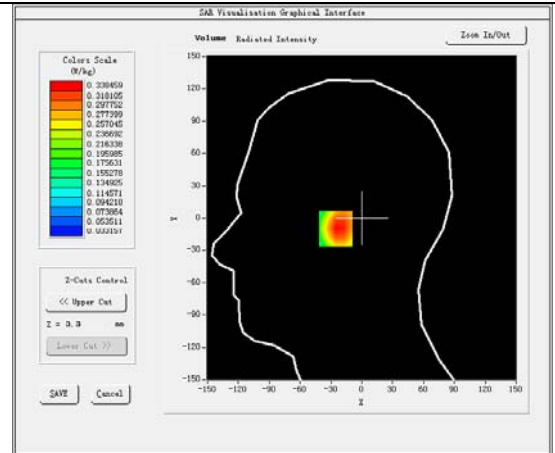 SAR Visualisation Graphical Interface
Volume Radiated Intensity
Zoom In/Out
Colors Scale
(W/kg)
0.338459
0.318105
0.297752
0.277399
0.257045
0.236692
0.216338
0.195985
0.175631
0.155278
0.134925
0.114571
0.094218
0.073864
0.053511
0.033157
150
120
90
60
30
0
-30
-60
-90
-120
-150
Y
-150 -120 -90 -60 -30 0 30 60 90 120 150
X
Z-Cuts Control
<< Upper Cut
Z = 3.0 mm
Lower Cut >>
SAVE Cancel